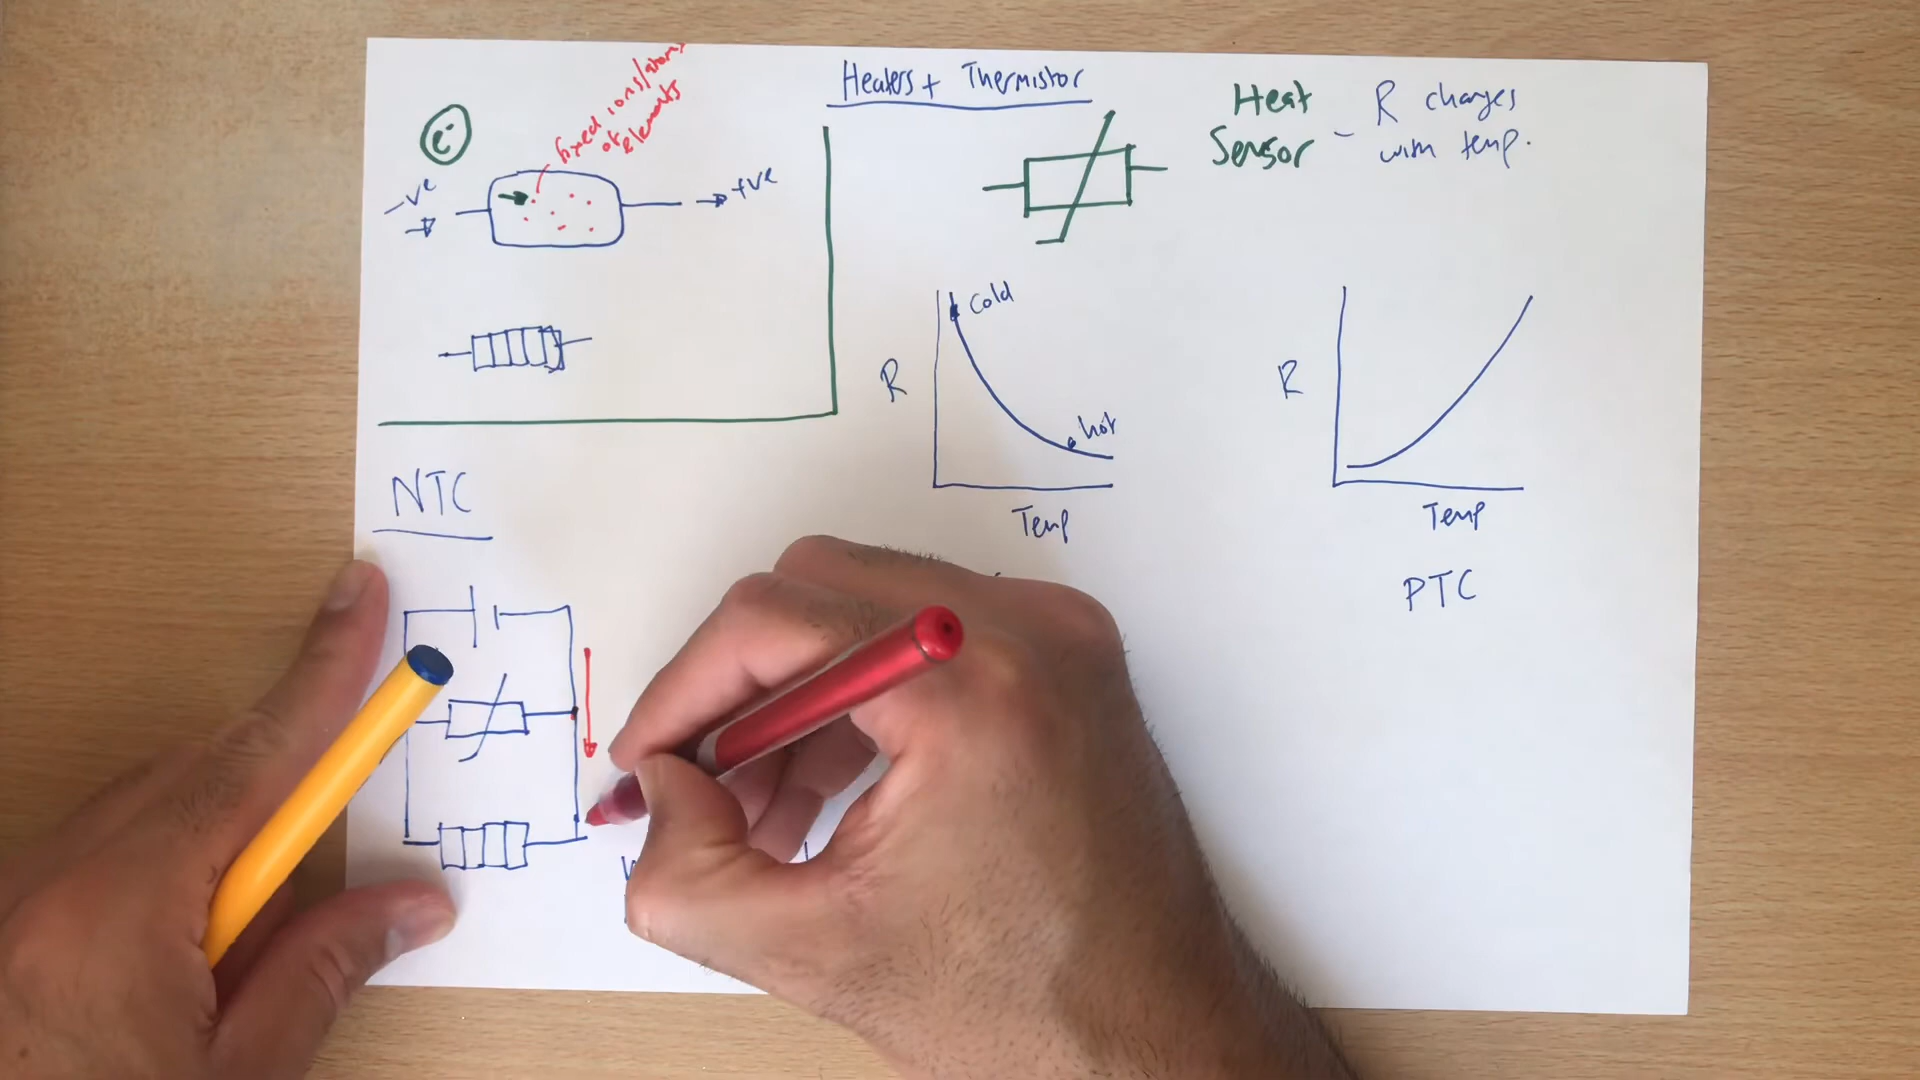 Heaters + Thermistor
fixed ions/atoms
of
elements
e-
-ve
+ve
Heat
Sensor
- R changes
with temp.
cold
R
hot
Temp
R
Temp
PTC
NTC